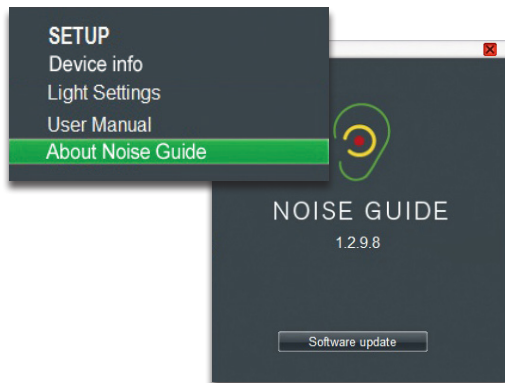 SETUP
Device info
Light Settings
User Manual
About Noise Guide
NOISE GUIDE
1.2.9.8
Software update